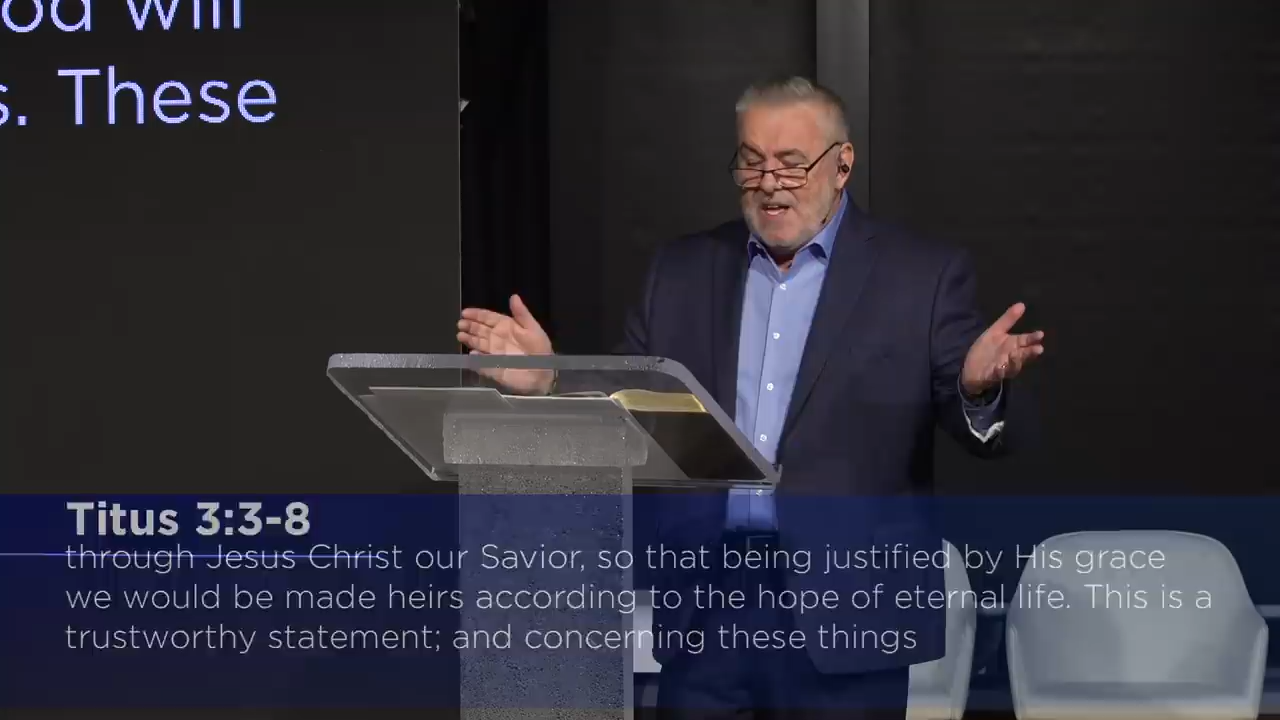 od will
s. These
Titus 3:3-8
through Jesus Christ our Savior, so that being justified by His grace
we would be made heirs according to the hope of eternal life. This is a
trustworthy statement; and concerning these things